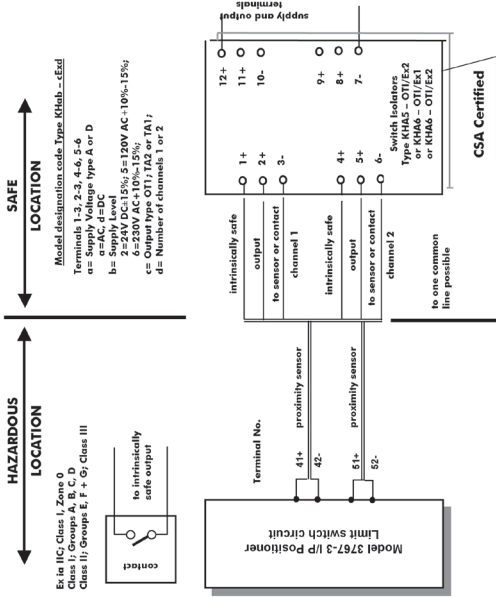 HAZARDOUS
LOCATION
SAFE
LOCATION
Ex ia IIC; Class I, Zone 0
Class I; Groups A, B, C, D
Class II; Groups E, F + G; Class III
contact
to intrinsically
safe output
Model designation code Type KHab – cExd
Terminals 1-3, 2-3, 4-6, 5-6
a= Supply Voltage type A or D
a=AC, d=DC
b= Supply Level
2=24V DC±15%; 5=120V AC+10%-15%;
6=230V AC+10%-15%;
c= Output type OT1; TA2 or TA1;
d= Number of channels 1 or 2
Terminal No.
41+
42-
51+
52-
proximity sensor
proximity sensor
Model 3767-3 I/P Positioner
Limit switch circuit
intrinsically safe
output
to sensor or contact
channel 1
intrinsically safe
output
to sensor or contact
channel 2
to one common
line possible
1+
2+
3-
4+
5+
6-
12+
11+
10-
9+
8+
7-
supply and output
terminals
Switch Isolators
Type KHA5 – OTI/Ex2
or KHA6 – OTI/Ex1
or KHA6 – OTI/Ex2
CSA Certified